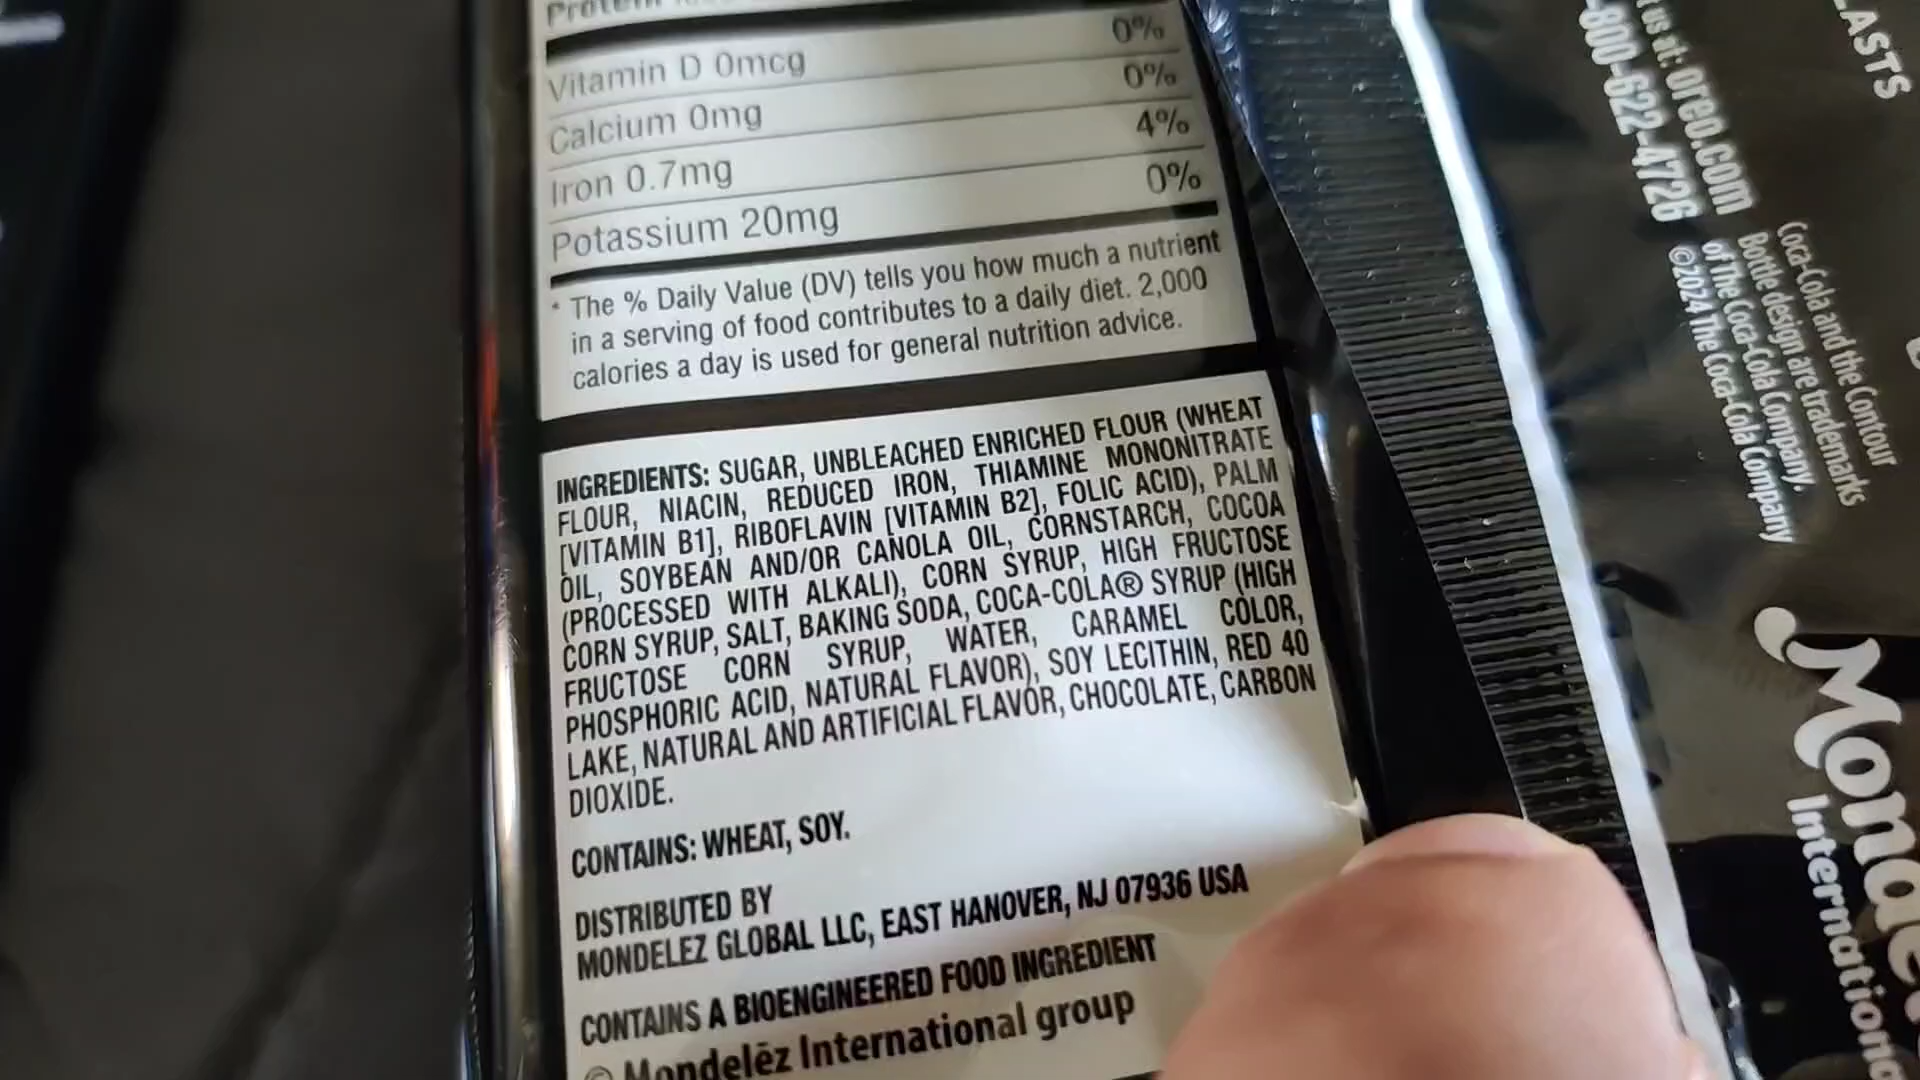 Protein
0%
Vitamin D 0mcg
0%
Calcium 0mg
4%
Iron 0.7mg
0%
Potassium 20mg
* The % Daily Value (DV) tells you how much a nutrient
in a serving of food contributes to a daily diet. 2,000
calories a day is used for general nutrition advice.
INGREDIENTS: SUGAR, UNBLEACHED ENRICHED FLOUR (WHEAT
FLOUR, NIACIN, REDUCED IRON, THIAMINE MONONITRATE
[VITAMIN B1], RIBOFLAVIN [VITAMIN B2], FOLIC ACID), PALM
OIL, SOYBEAN AND/OR CANOLA OIL, CORNSTARCH, COCOA
(PROCESSED WITH ALKALI), CORN SYRUP, HIGH FRUCTOSE
CORN SYRUP, SALT, BAKING SODA, COCA-COLA® SYRUP (HIGH
FRUCTOSE CORN SYRUP, WATER, CARAMEL COLOR,
PHOSPHORIC ACID, NATURAL FLAVOR), SOY LECITHIN, RED 40
LAKE, NATURAL AND ARTIFICIAL FLAVOR, CHOCOLATE, CARBON
DIOXIDE.
CONTAINS: WHEAT, SOY.
DISTRIBUTED BY
MONDELEZ GLOBAL LLC, EAST HANOVER, NJ 07936 USA
CONTAINS A BIOENGINEERED FOOD INGREDIENT
© Mondelēz International group
us at: oreo.com
-800-622-4726
Coca-Cola and the Contour
Bottle design are trademarks
of The Coca-Cola Company.
©2024 The Coca-Cola Company
International